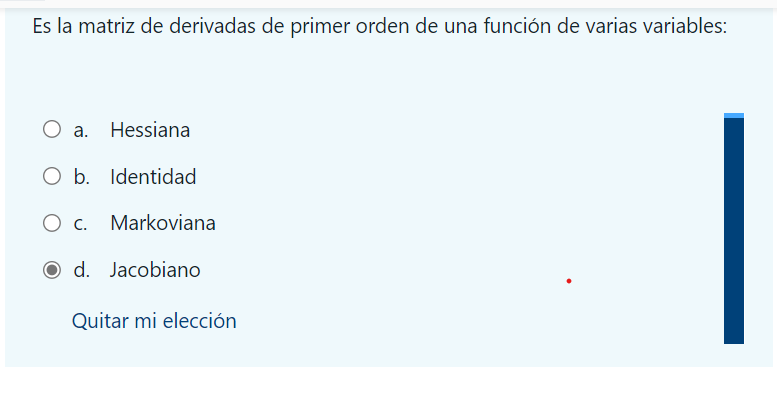 Es la matriz de derivadas de primer orden de una función de varias variables:
a. Hessiana
b. Identidad
c. Markoviana
d. Jacobiano
Quitar mi elección